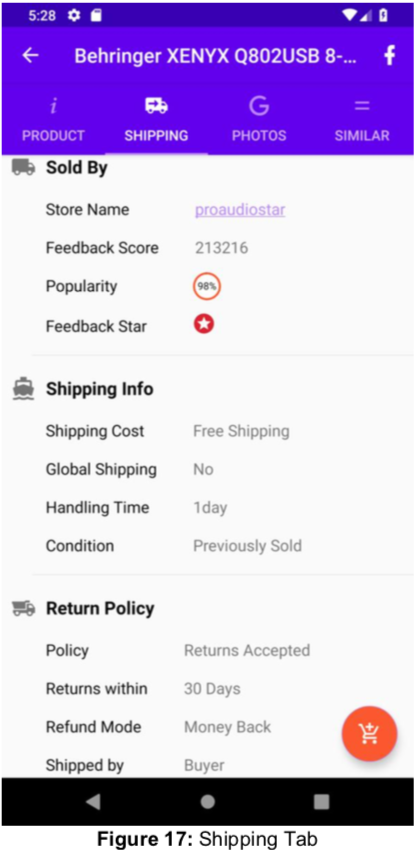 5:28
Behringer XENYX Q802USB 8-...
PRODUCT SHIPPING PHOTOS SIMILAR
Sold By
Store Name proaudiostar
Feedback Score 213216
Popularity 98%
Feedback Star
Shipping Info
Shipping Cost Free Shipping
Global Shipping No
Handling Time 1day
Condition Previously Sold
Return Policy
Policy Returns Accepted
Returns within 30 Days
Refund Mode Money Back
Shipped by Buyer
Figure 17: Shipping Tab